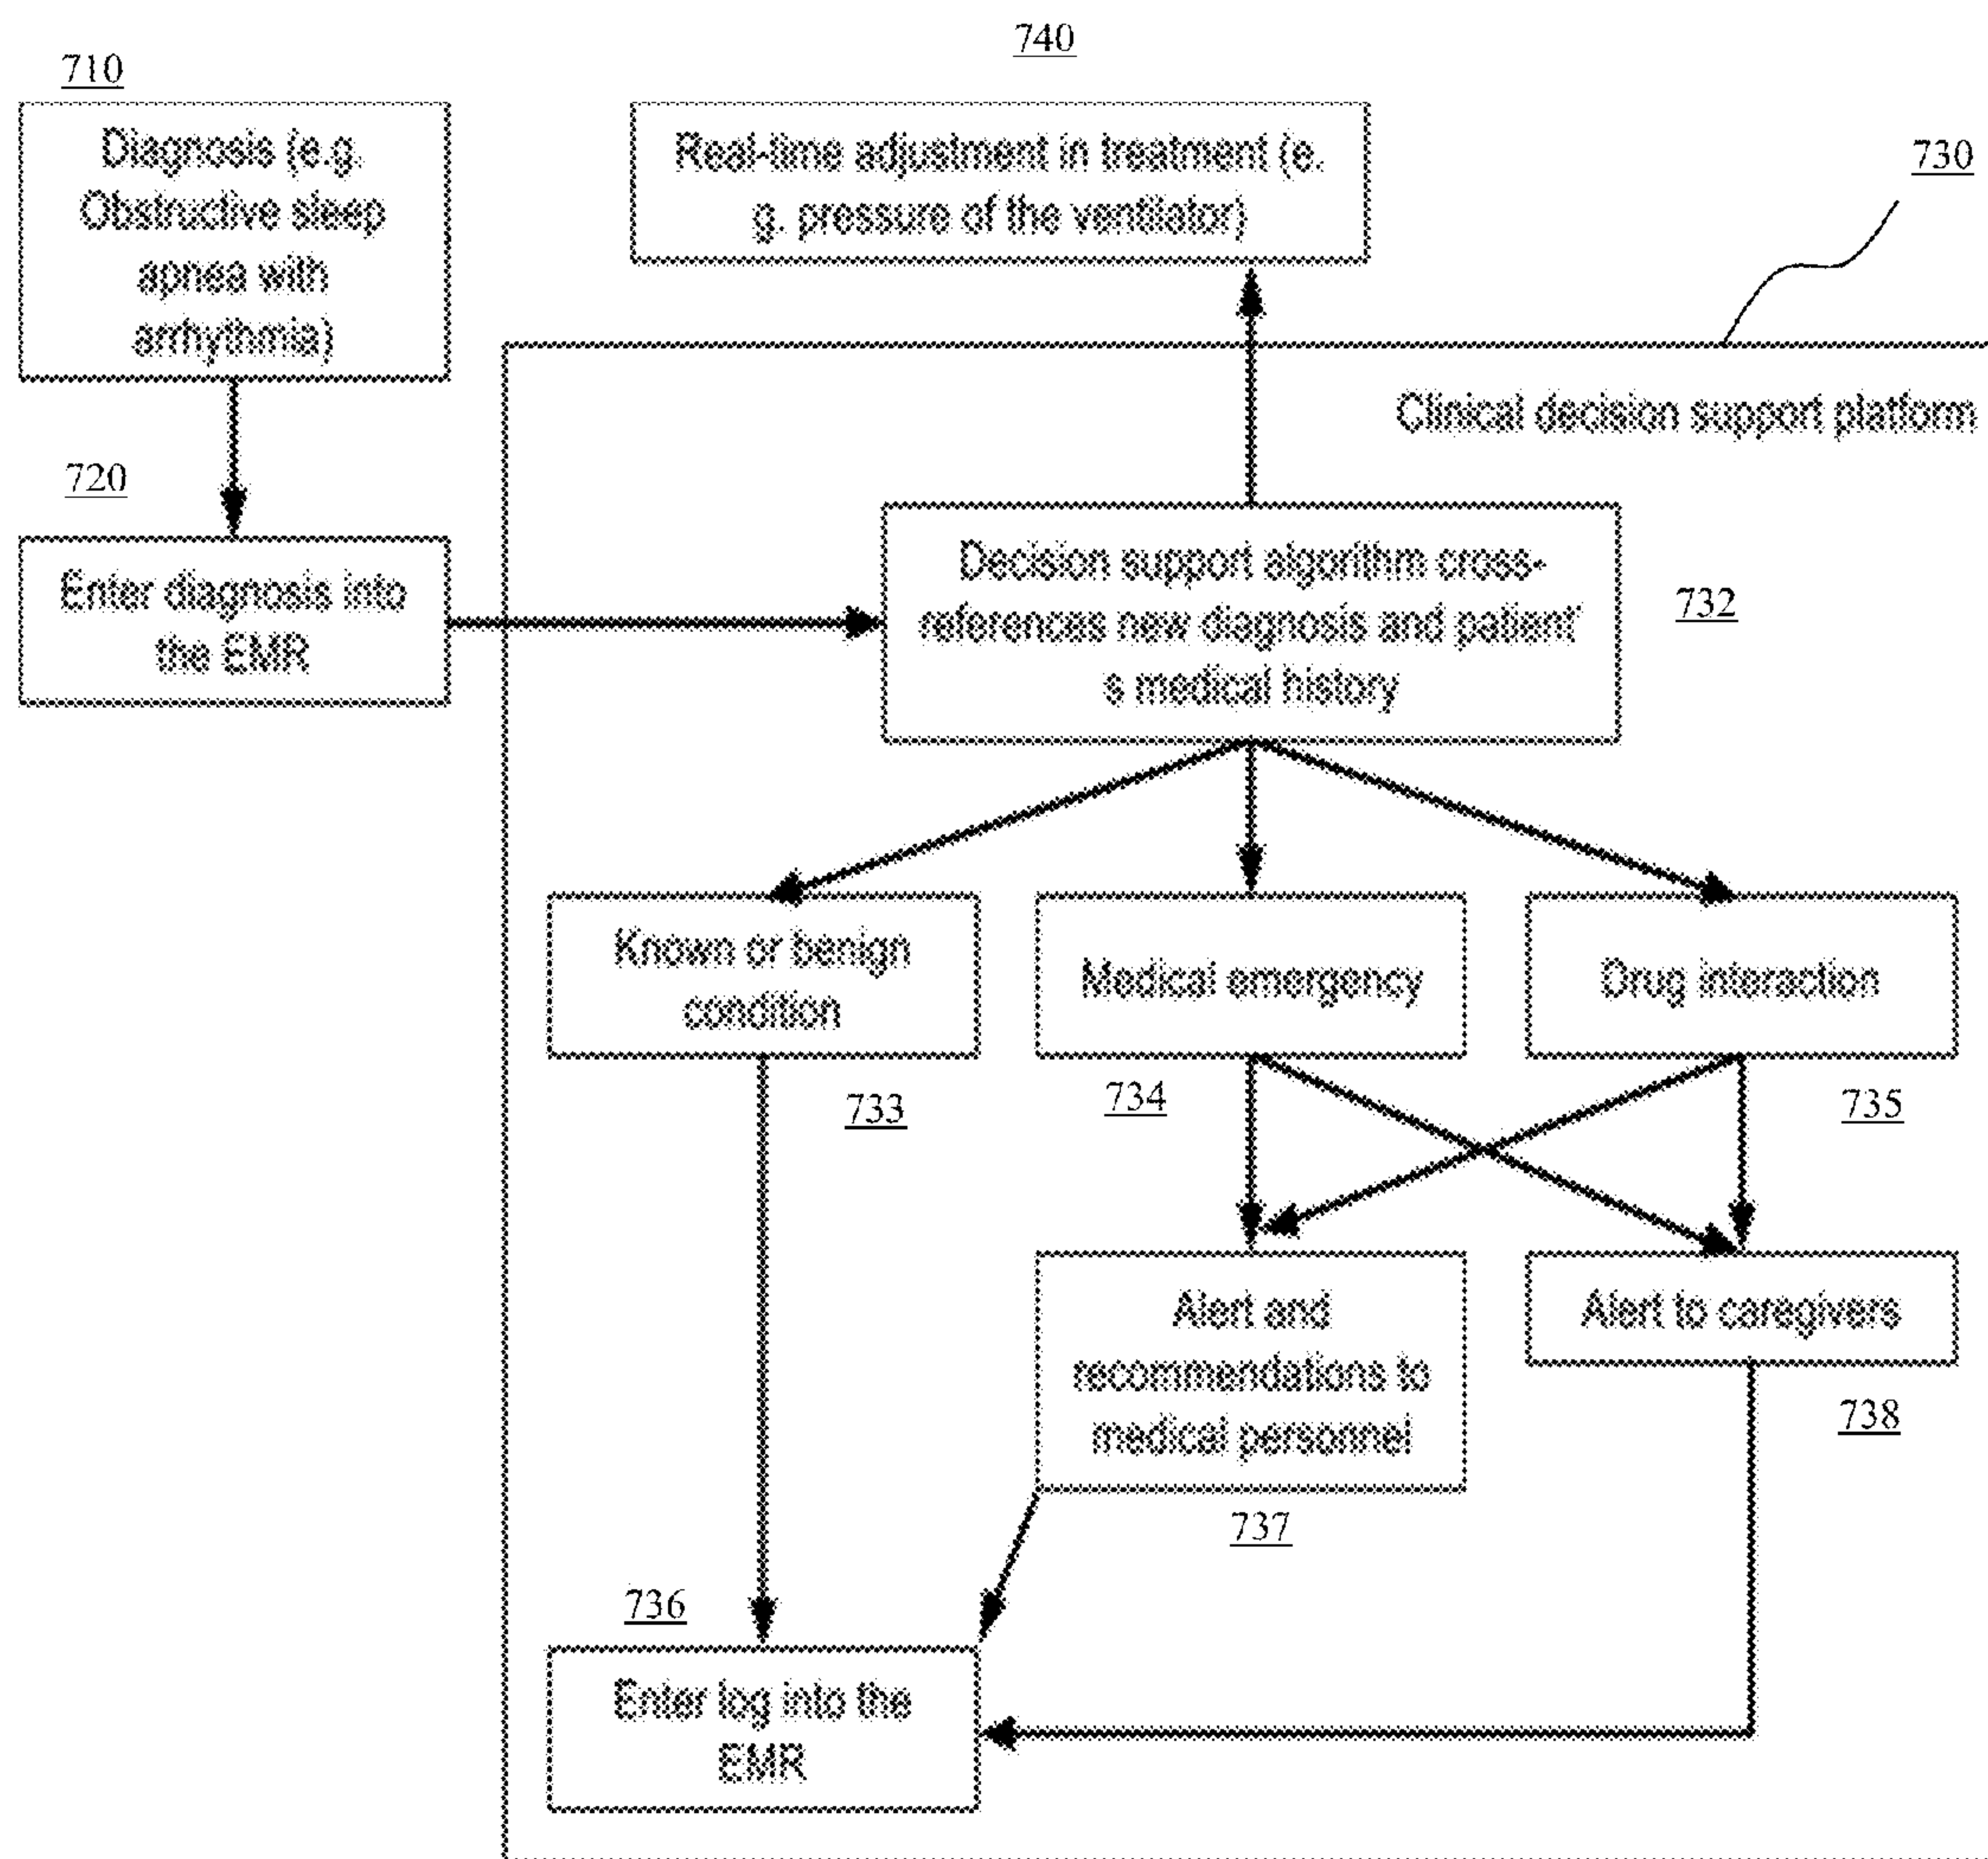 740
710
Diagnosis (e.g.
Obstructive sleep
apnea with
arrhythmia)
Real-time adjustment in treatment (e.
g. pressure of the ventilator)
730
Clinical decision support platform
720
Enter diagnosis into
the EMR
Decision support algorithm cross-
references new diagnosis and patient'
s medical history
732
Known or benign
condition
Medical emergency
Drug interaction
733
734
735
Alert and
recommendations to
medical personnel
Alert to caregivers
738
737
736
Enter log into the
EMR